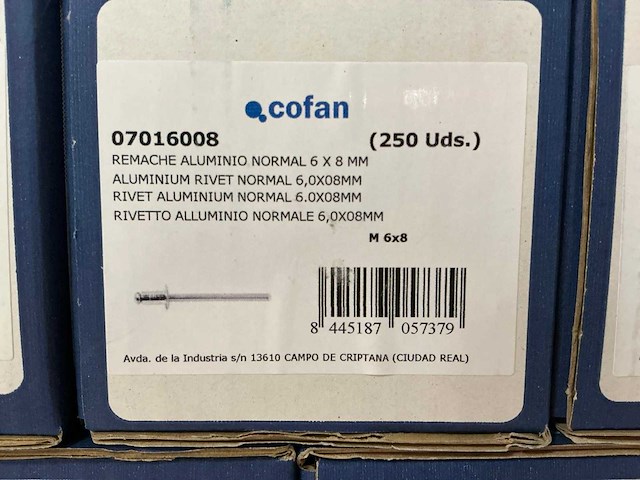 cofan
07016008 (250 Uds.)
REMACHE ALUMINIO NORMAL 6 X 8 MM
ALUMINIUM RIVET NORMAL 6,0X08MM
RIVET ALUMINIUM NORMAL 6.0X08MM
RIVETTO ALLUMINIO NORMALE 6,0X08MM
M 6x8
8 445187 057379
Avda. de la Industria s/n 13610 CAMPO DE CRIPTANA (CIUDAD REAL)